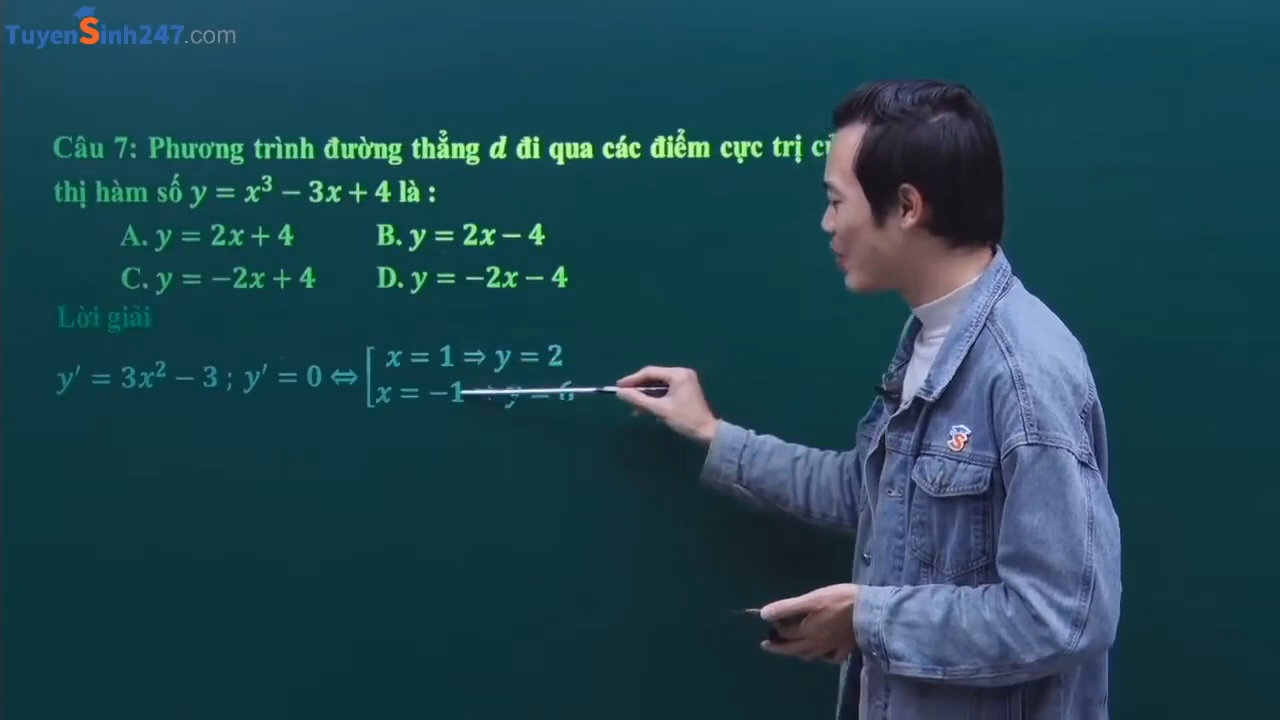 TuyenSinh247.com
Câu 7: Phương trình đường thẳng d đi qua các điểm cực trị
thị hàm số y = x³ − 3x + 4 là :
A. y = 2x + 4 B. y = 2x − 4
C. y = −2x + 4 D. y = −2x − 4
Lời giải
y′ = 3x² − 3 ; y′ = 0 ⇔ [ x = 1 ⇒ y = 2
x = −1